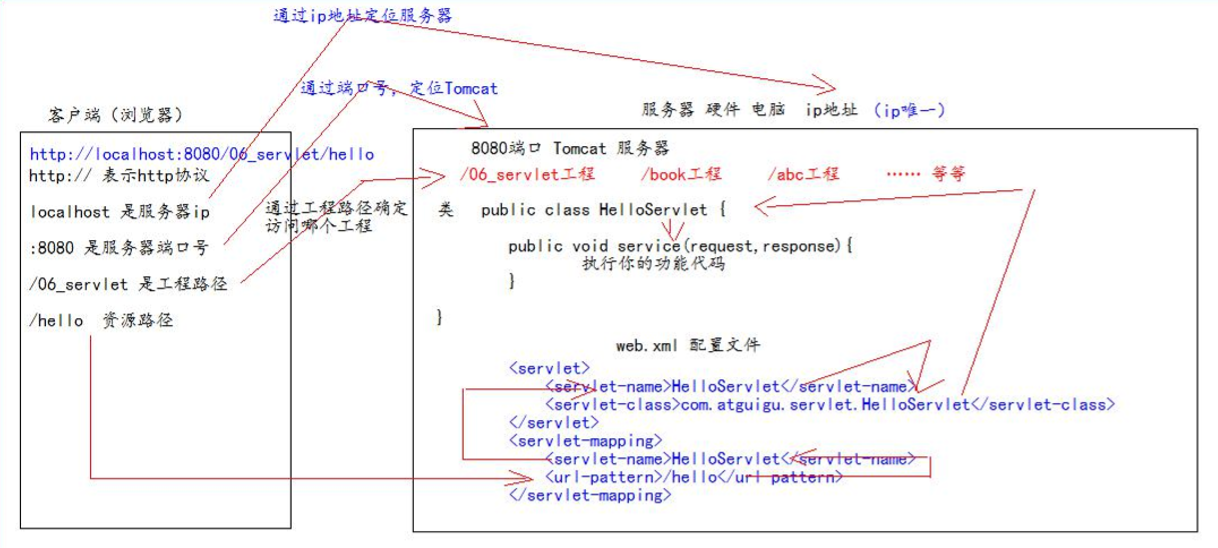 通过ip地址定位服务器
通过端口号，定位Tomcat
客户端（浏览器）
http://localhost:8080/06_servlet/hello
http:// 表示http协议
localhost 是服务器ip
:8080 是服务器端口号
/06_servlet 是工程路径
/hello 资源路径
通过工程路径确定
访问哪个工程
服务器 硬件 电脑 ip地址 （ip唯一）
8080端口 Tomcat 服务器
/06_servlet工程 /book工程 /abc工程 …… 等等
类 public class HelloServlet {
public void service(request,response){
执行你的功能代码
}
}
web.xml 配置文件
<servlet>
<servlet-name>HelloServlet</servlet-name>
<servlet-class>com.atguigu.servlet.HelloServlet</servlet-class>
</servlet>
<servlet-mapping>
<servlet-name>HelloServlet</servlet-name>
<url-pattern>/hello</url-pattern>
</servlet-mapping>